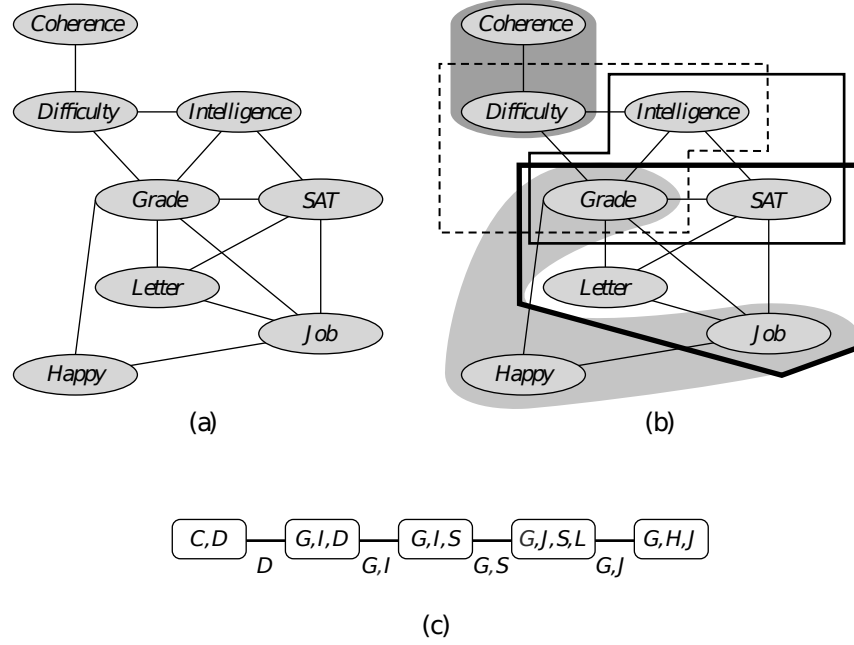 Coherence
Difficulty
Intelligence
Grade
SAT
Letter
Job
Happy
(a)
Coherence
Difficulty
Intelligence
Grade
SAT
Letter
Job
Happy
(b)
C,D
G,I,D
G,I,S
G,J,S,L
G,H,J
D
G,I
G,S
G,J
(c)